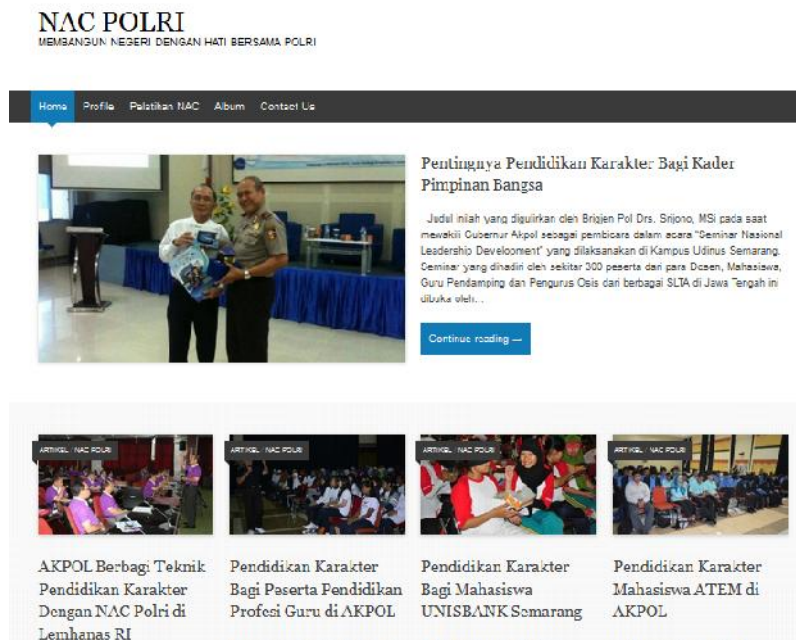 NAC POLRI
MEMBANGUN NEGERI DENGAN HATI BERSAMA POLRI
Home Profile Pelatihan NAC Album Contact Us
Pentingnya Pendidikan Karakter Bagi Kader
Pimpinan Bangsa
Judul inilah yang digulirkan oleh Brigjen Pol Drs. Srijono, MSi pada saat
mewakili Gubernur Akpol sebagai pembicara dalam acara "Seminar Nasional
Leadership Development" yang dilaksanakan di Kampus Udinus Semarang.
Seminar yang dihadiri oleh sekitar 300 peserta dari para Dosen, Mahasiswa,
Guru Pendamping dan Pengurus Osis dari berbagai SLTA di Jawa Tengah ini
dibuka oleh...
Continue reading →
ARTIKEL / NAC POLRI
ARTIKEL / NAC POLRI
ARTIKEL / NAC POLRI
ARTIKEL / NAC POLRI
AKPOL Berbagi Teknik
Pendidikan Karakter
Dengan NAC Polri di
Lemhanas RI
Pendidikan Karakter
Bagi Peserta Pendidikan
Profesi Guru di AKPOL
Pendidikan Karakter
Bagi Mahasiswa
UNISBANK Semarang
Pendidikan Karakter
Mahasiswa ATEM di
AKPOL